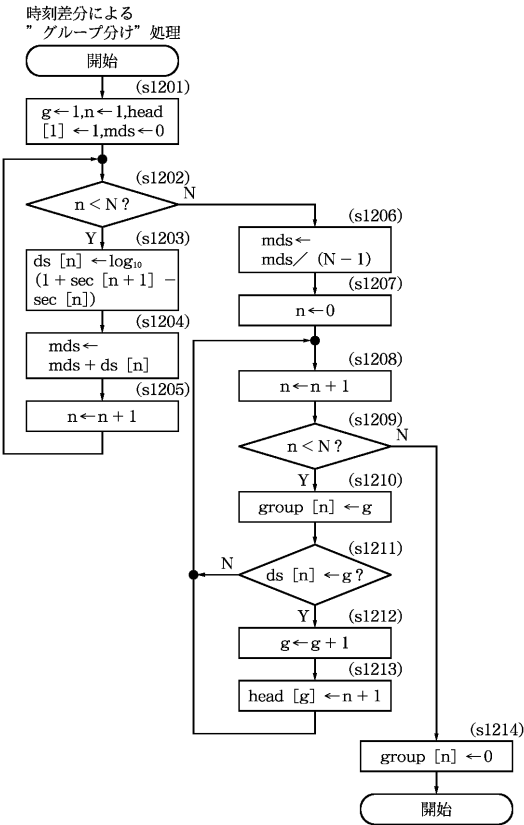 時刻差分による
”グループ分け”処理
開始
(s1201)
g←1,n←1,head
[1] ←1,mds←0
(s1202)
n < N ?
N
Y
(s1203)
ds [n] ←log₁₀
(1 + sec [n + 1] −
sec [n])
(s1204)
mds←
mds + ds [n]
(s1205)
n←n + 1
(s1206)
mds←
mds／ (N − 1)
(s1207)
n←0
(s1208)
n←n + 1
(s1209)
n < N ?
N
Y
(s1210)
group [n] ←g
(s1211)
ds [n] ←g ?
N
Y
(s1212)
g←g + 1
(s1213)
head [g] ←n + 1
(s1214)
group [n] ←0
開始